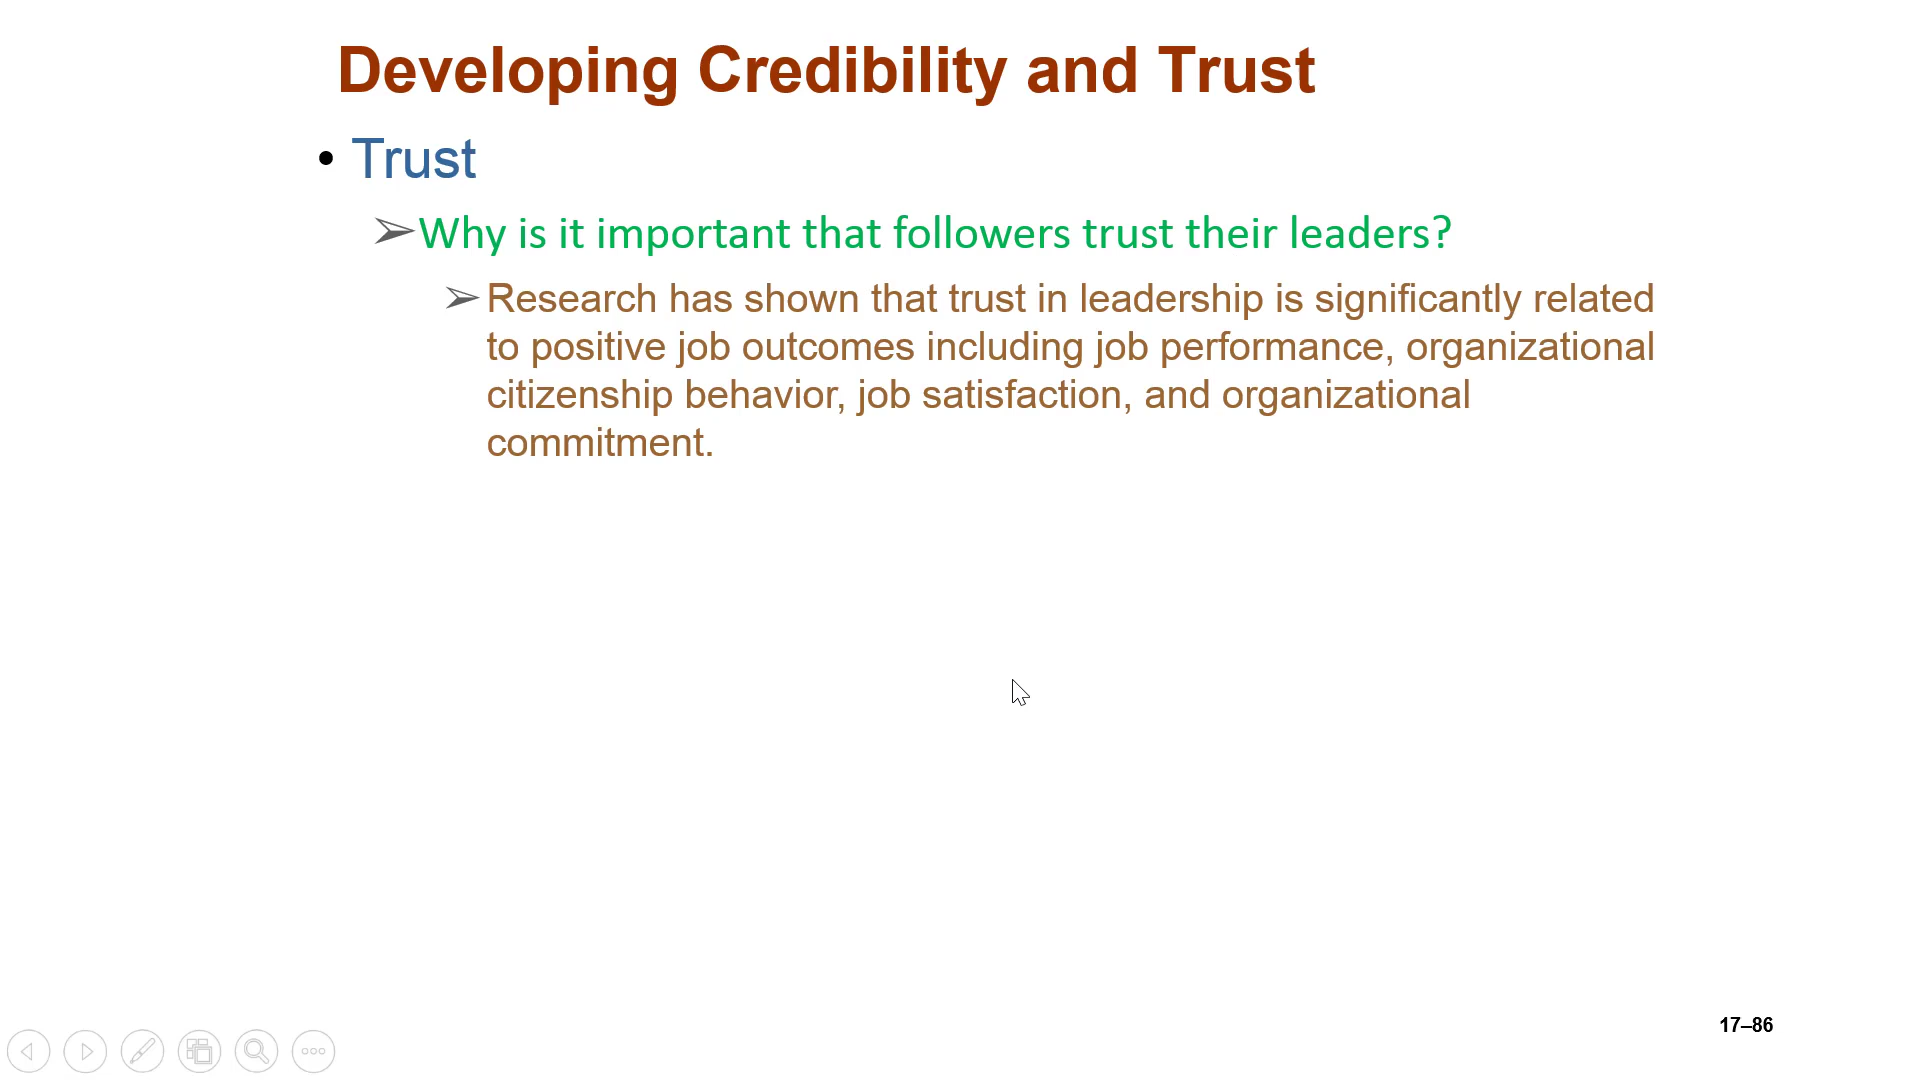 Developing Credibility and Trust
• Trust
➢Why is it important that followers trust their leaders?
➢Research has shown that trust in leadership is significantly related
to positive job outcomes including job performance, organizational
citizenship behavior, job satisfaction, and organizational
commitment.
17–86